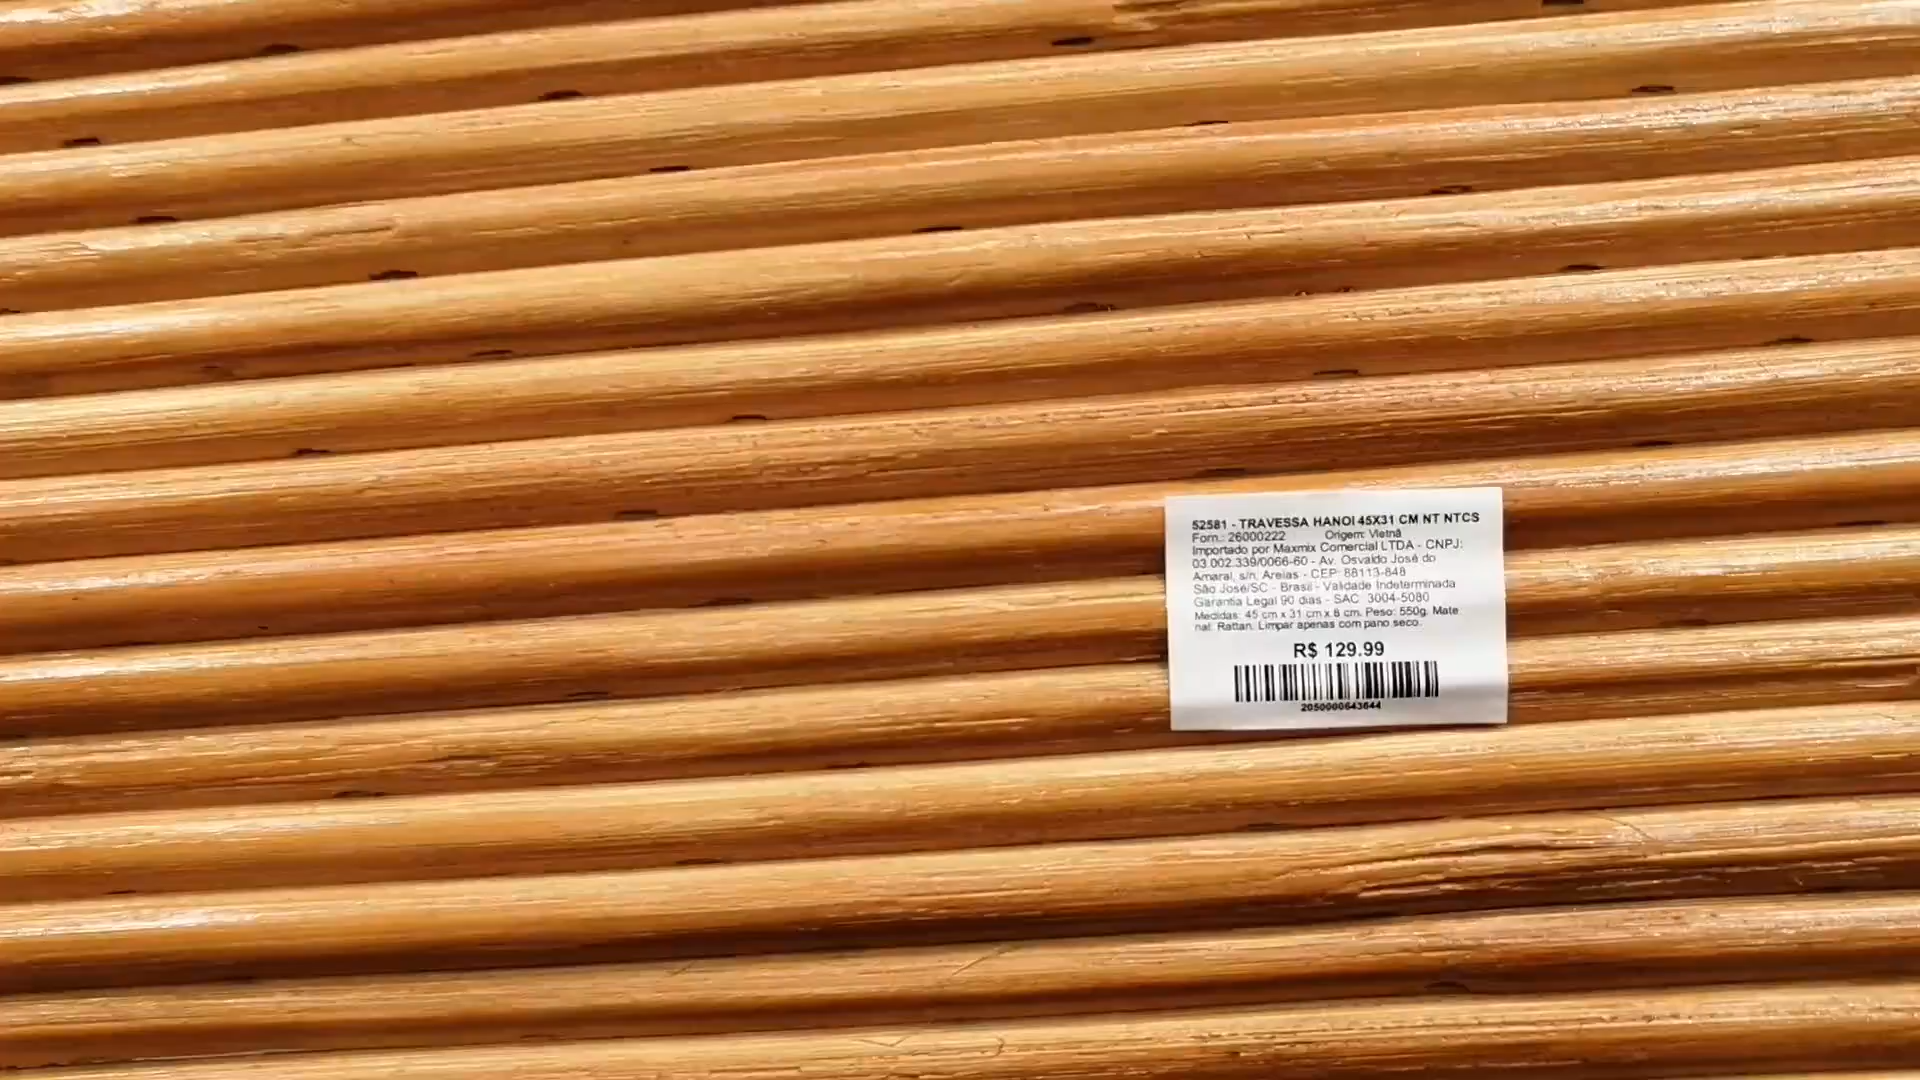 52581 - TRAVESSA HANOI 45X31 CM NT NTCS
Forn.: 26000222 Origem: Vietnã
Importado por Maxmix Comercial LTDA - CNPJ:
03.002.339/0066-60 - Av. Osvaldo José do
Amaral, s/n, Areias - CEP: 88113-848
São José/SC - Brasil - Validade Indeterminada
Garantia Legal 90 dias - SAC: 3004-5080
Medidas: 45 cm x 31 cm x 8 cm. Peso: 550g. Mate
rial: Rattan. Limpar apenas com pano seco.
R$ 129.99
2050000643644